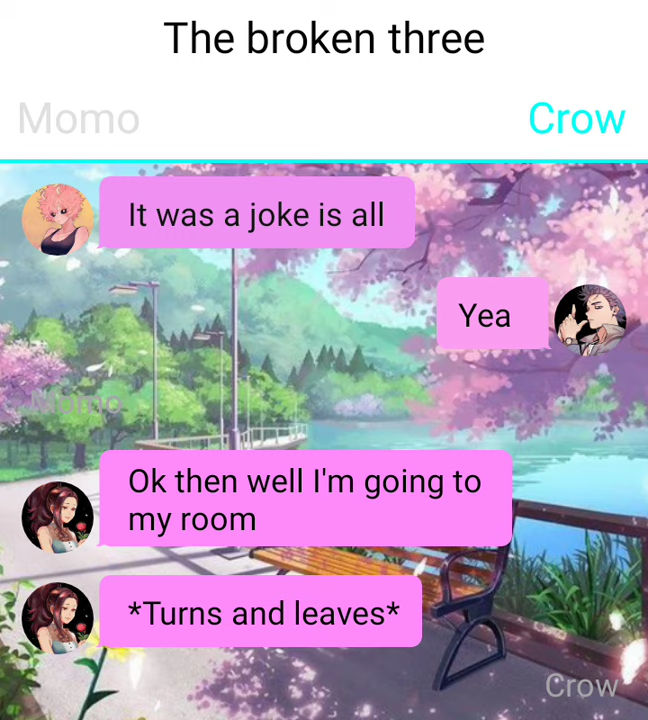 The broken three
Momo
Crow
It was a joke is all
Yea
Momo
Ok then well I'm going to
my room
*Turns and leaves*
Crow